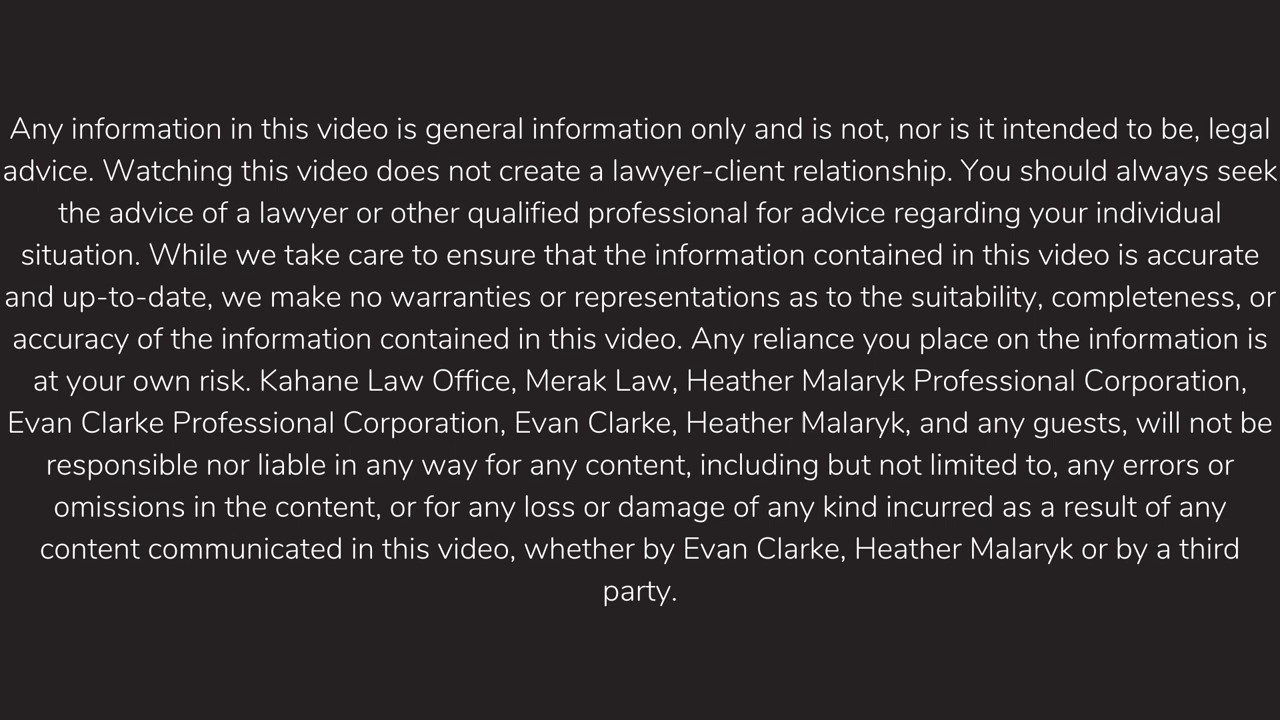 Any information in this video is general information only and is not, nor is it intended to be, legal
advice. Watching this video does not create a lawyer-client relationship. You should always seek
the advice of a lawyer or other qualified professional for advice regarding your individual
situation. While we take care to ensure that the information contained in this video is accurate
and up-to-date, we make no warranties or representations as to the suitability, completeness, or
accuracy of the information contained in this video. Any reliance you place on the information is
at your own risk. Kahane Law Office, Merak Law, Heather Malaryk Professional Corporation,
Evan Clarke Professional Corporation, Evan Clarke, Heather Malaryk, and any guests, will not be
responsible nor liable in any way for any content, including but not limited to, any errors or
omissions in the content, or for any loss or damage of any kind incurred as a result of any
content communicated in this video, whether by Evan Clarke, Heather Malaryk or by a third
party.